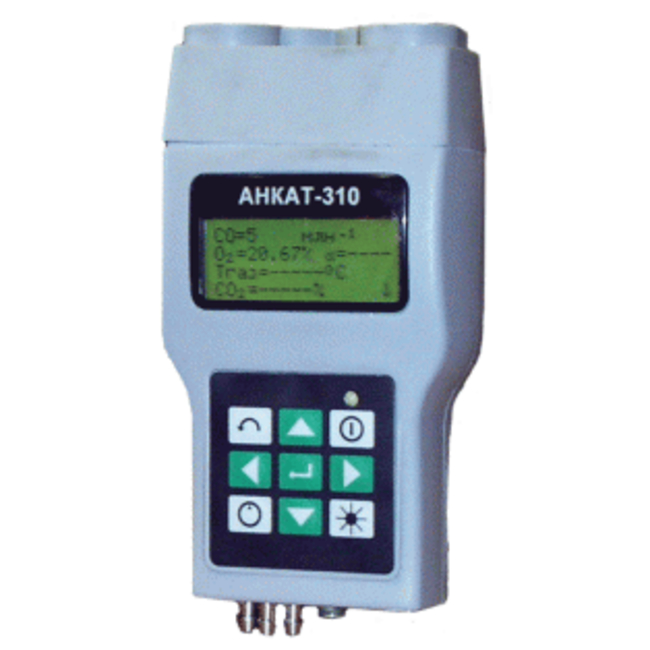 АНКАТ-310
CO=5 млн⁻¹
O₂=20.67% α=----
Tгаз=-----°C
CO₂=-----%